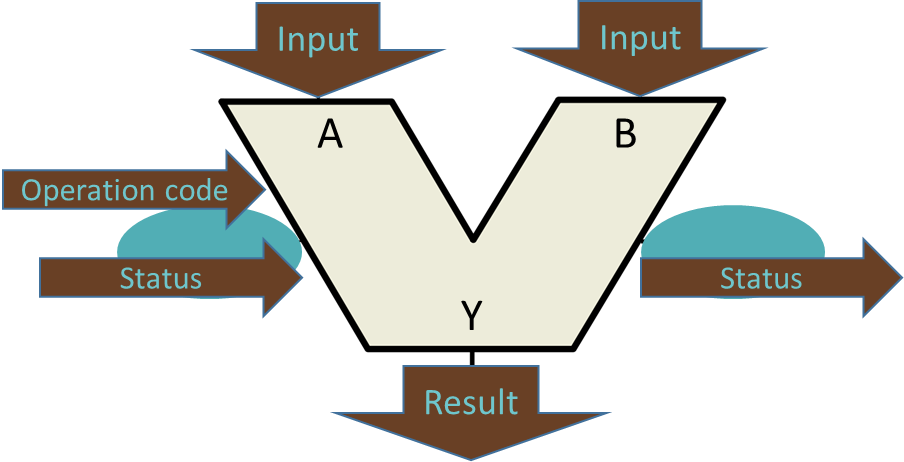 Input
Input
A
B
Operation code
Status
Status
Y
Result